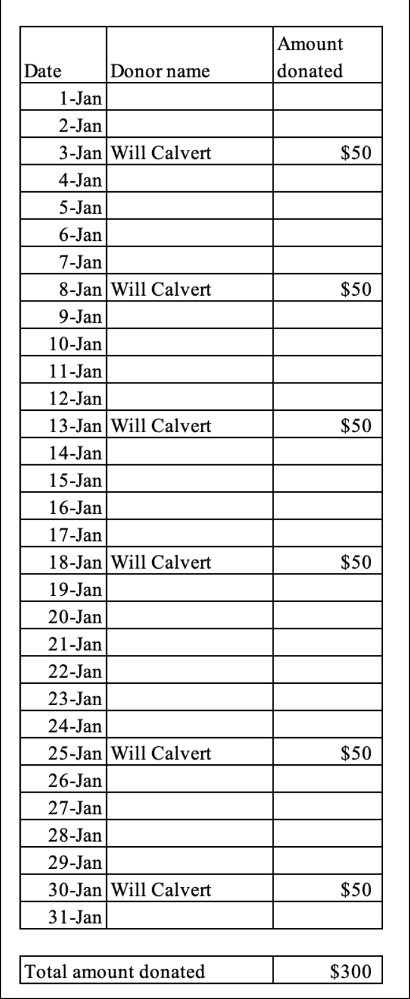 Date Donor name Amount donated
1-Jan
2-Jan
3-Jan Will Calvert $50
4-Jan
5-Jan
6-Jan
7-Jan
8-Jan Will Calvert $50
9-Jan
10-Jan
11-Jan
12-Jan
13-Jan Will Calvert $50
14-Jan
15-Jan
16-Jan
17-Jan
18-Jan Will Calvert $50
19-Jan
20-Jan
21-Jan
22-Jan
23-Jan
24-Jan
25-Jan Will Calvert $50
26-Jan
27-Jan
28-Jan
29-Jan
30-Jan Will Calvert $50
31-Jan
Total amount donated $300